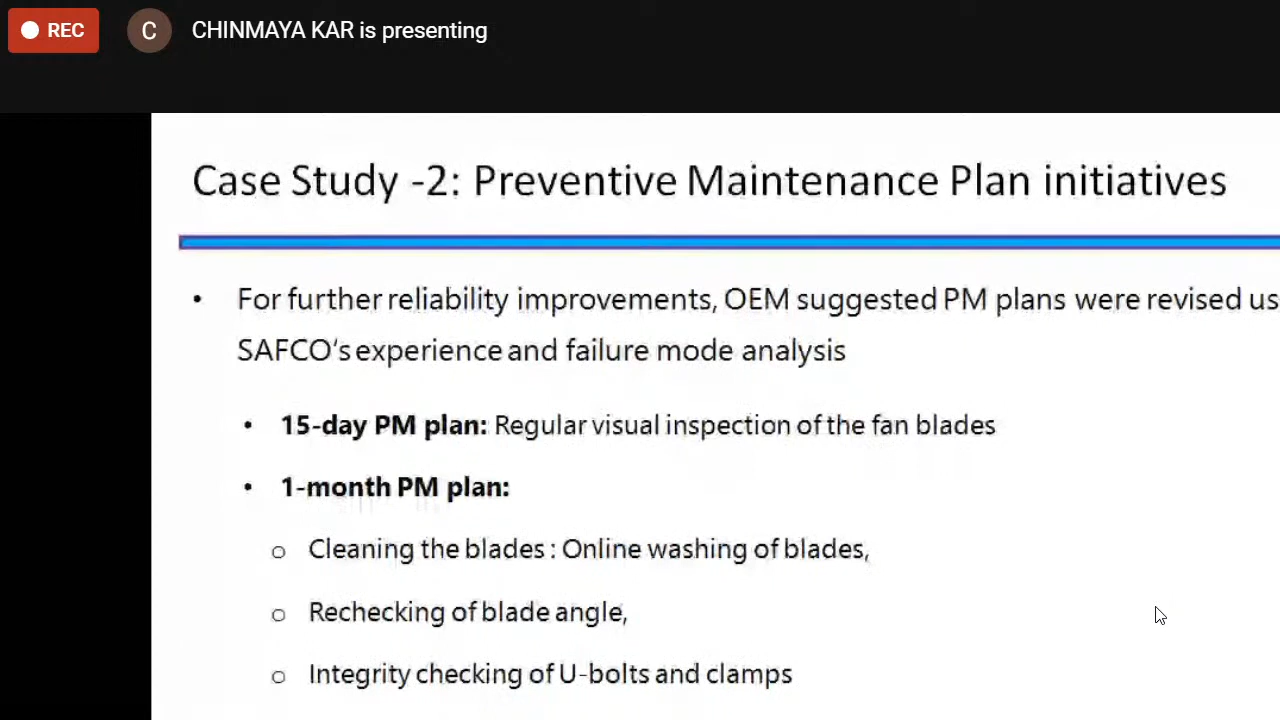 REC
C
CHINMAYA KAR is presenting
Case Study -2: Preventive Maintenance Plan initiatives
• For further reliability improvements, OEM suggested PM plans were revised us
SAFCO's experience and failure mode analysis
• 15-day PM plan: Regular visual inspection of the fan blades
• 1-month PM plan:
o Cleaning the blades : Online washing of blades,
o Rechecking of blade angle,
o Integrity checking of U-bolts and clamps